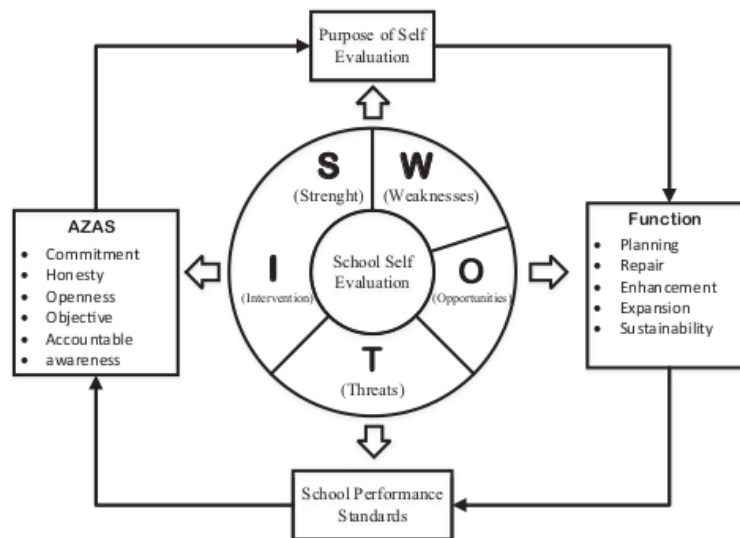 Purpose of Self
Evaluation
S
(Strenght)
W
(Weaknesses)
AZAS
• Commitment
• Honesty
• Openness
• Objective
• Accountable
• awareness
I
(Intervention)
School Self
Evaluation
O
(Opportunities)
Function
• Planning
• Repair
• Enhancement
• Expansion
• Sustainability
T
(Threats)
School Performance
Standards